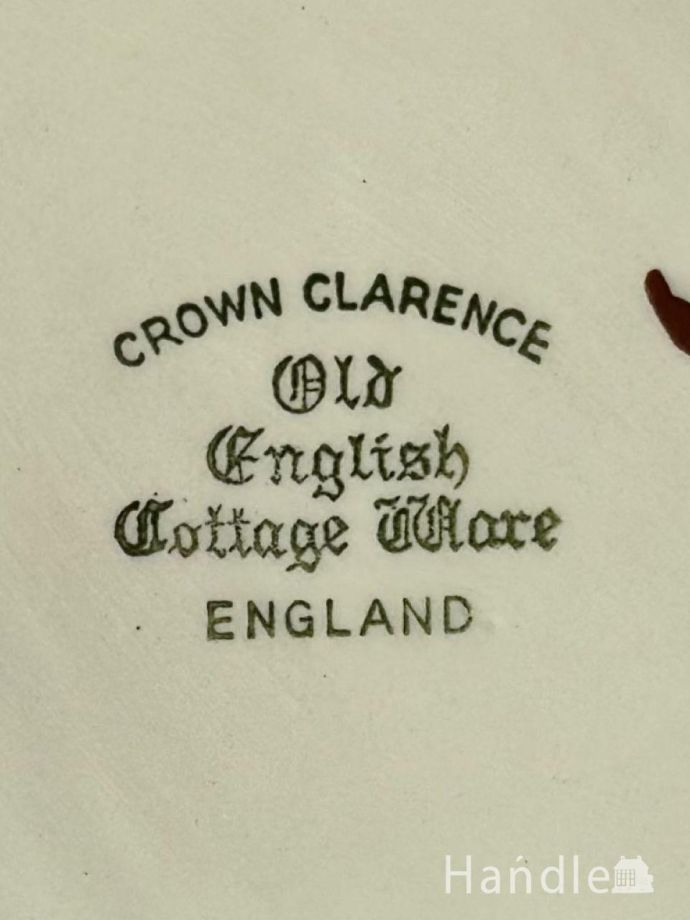 CROWN CLARENCE
Old
English
Cottage Ware
ENGLAND
Handle